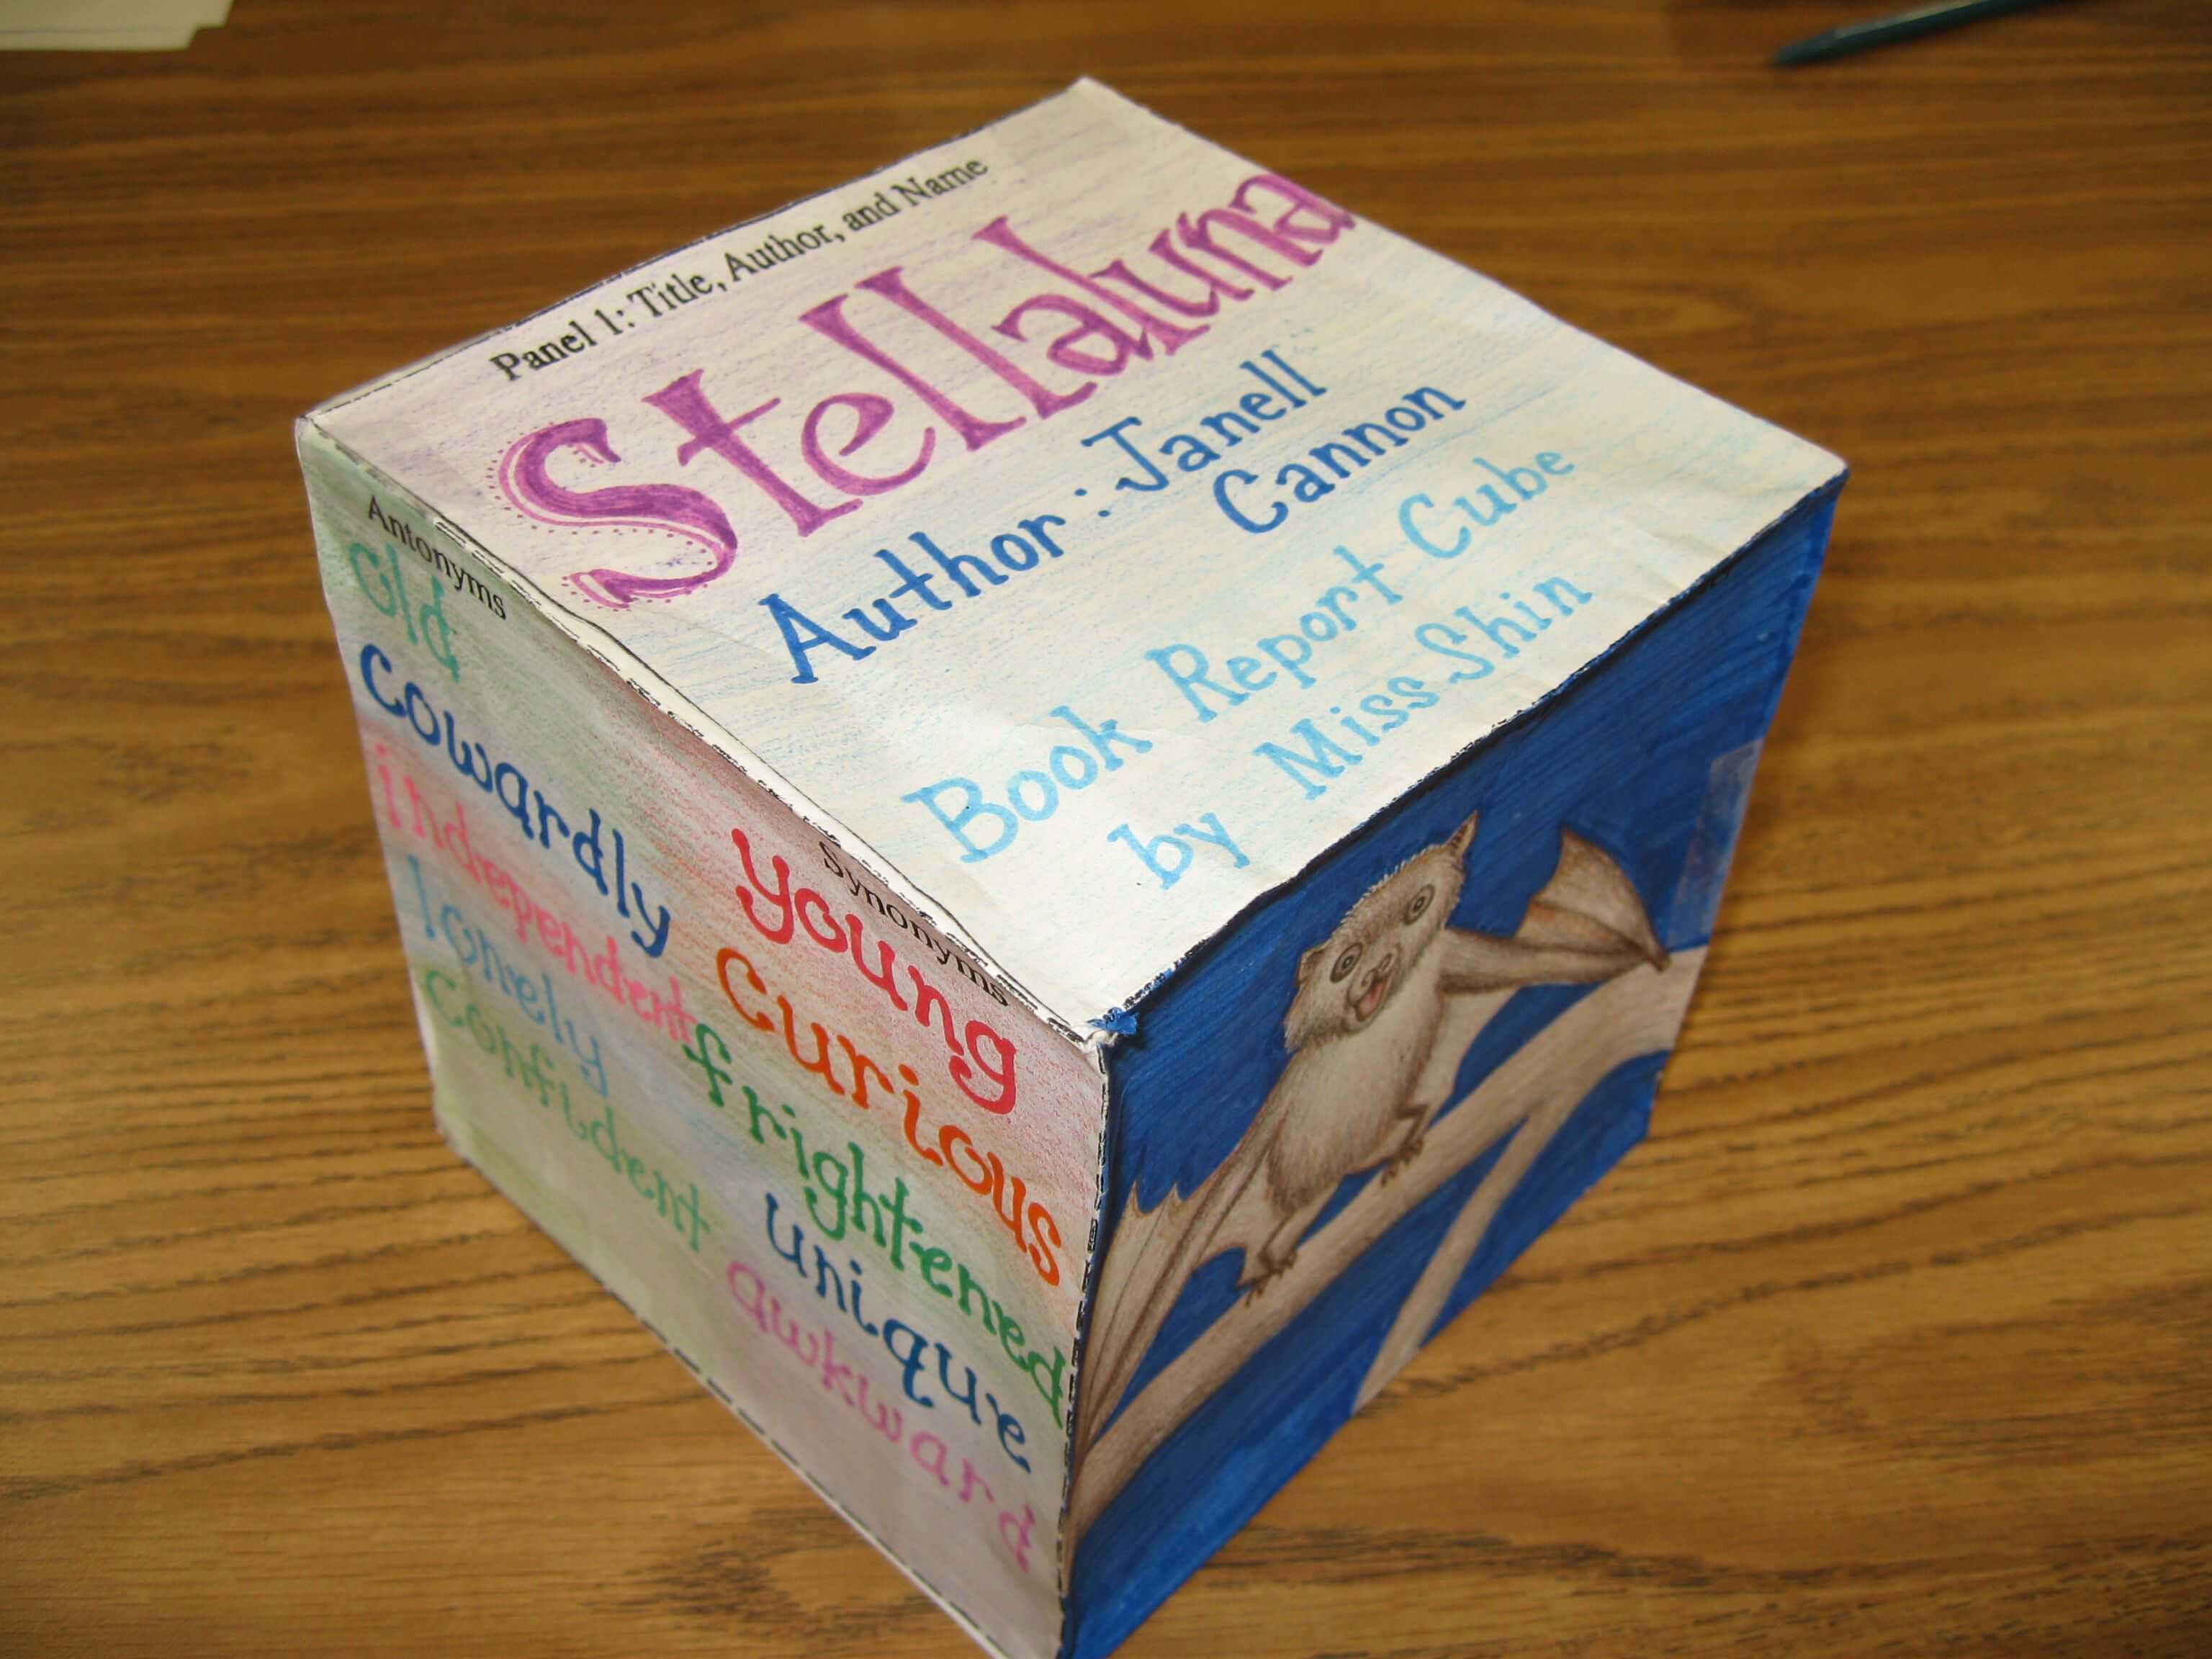 Panel 1: Title, Author, and Name
Stellaluna
Author: Janell
Cannon
Book Report Cube
by Miss Shin
Antonyms
old
cowardly
independent
lonely
confident
Synonyms
young
curious
frightened
unique
awkward